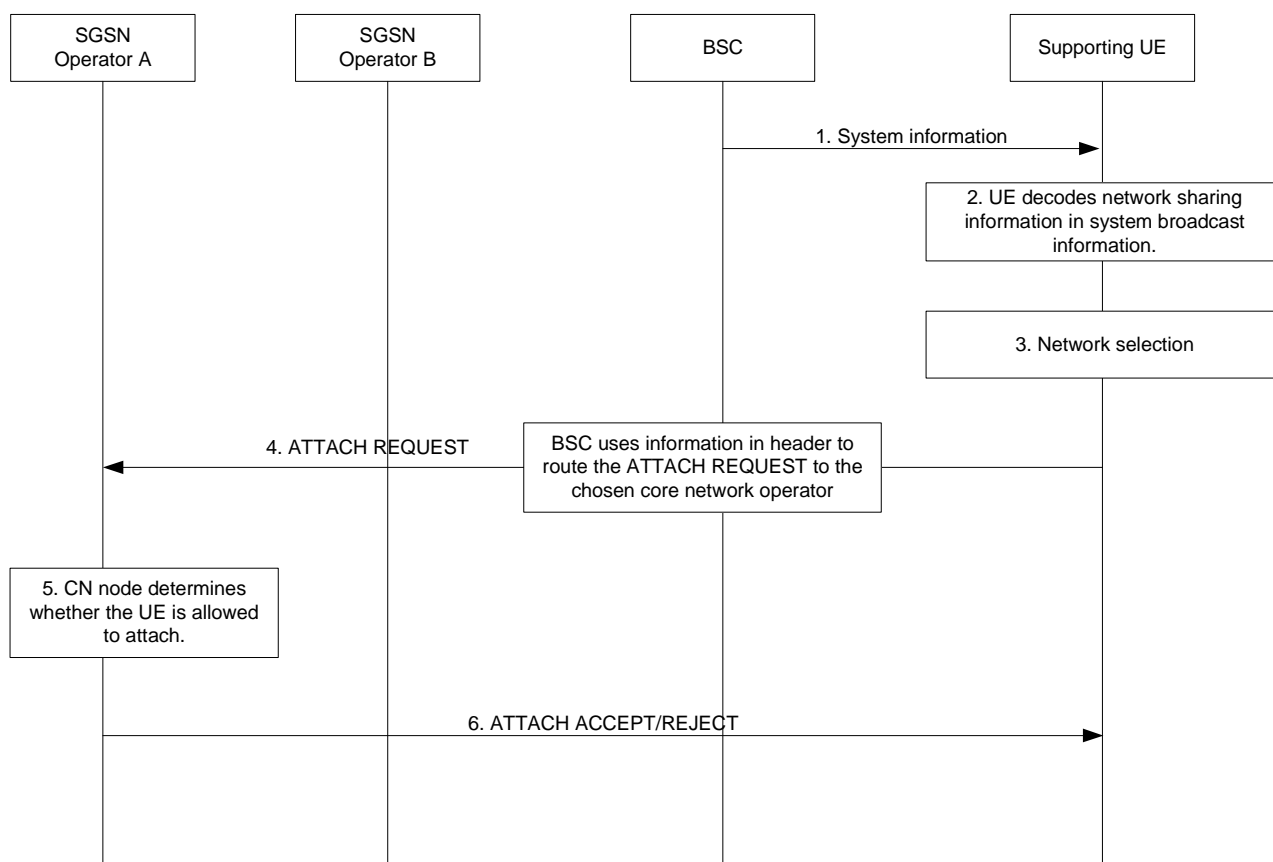 SGSN
Operator A
SGSN
Operator B
BSC
Supporting UE
1. System information
2. UE decodes network sharing
information in system broadcast
information.
3. Network selection
4. ATTACH REQUEST
BSC uses information in header to
route the ATTACH REQUEST to the
chosen core network operator
5. CN node determines
whether the UE is allowed
to attach.
6. ATTACH ACCEPT/REJECT